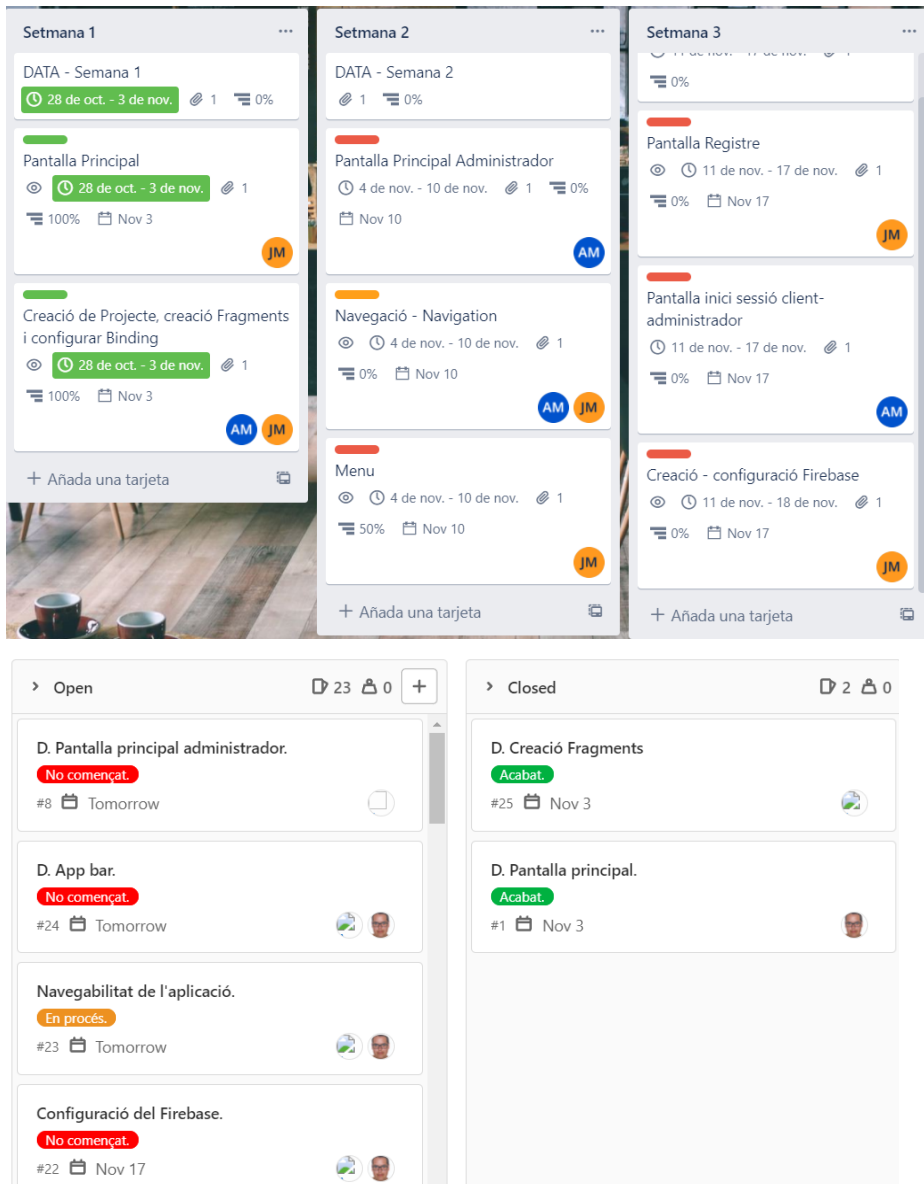 Setmana 1 ...
DATA - Semana 1
28 de oct. - 3 de nov. 1 0%
Pantalla Principal
28 de oct. - 3 de nov. 1
100% Nov 3
JM
Creació de Projecte, creació Fragments
i configurar Binding
28 de oct. - 3 de nov. 1
100% Nov 3
AM JM
+ Añada una tarjeta
Setmana 2 ...
DATA - Semana 2
1 0%
Pantalla Principal Administrador
4 de nov. - 10 de nov. 1 0%
Nov 10
AM
Navegació - Navigation
4 de nov. - 10 de nov. 1
0% Nov 10
AM JM
Menu
4 de nov. - 10 de nov. 1
50% Nov 10
JM
+ Añada una tarjeta
Setmana 3 ...
11 de nov. - 17 de nov. 1
0%
Pantalla Registre
11 de nov. - 17 de nov. 1
0% Nov 17
JM
Pantalla inici sessió client-
administrador
11 de nov. - 17 de nov. 1
0% Nov 17
AM
Creació - configuració Firebase
11 de nov. - 18 de nov. 1
0% Nov 17
JM
+ Añada una tarjeta
Open 23 0 +
D. Pantalla principal administrador.
No començat.
#8 Tomorrow
D. App bar.
No començat.
#24 Tomorrow
Navegabilitat de l'aplicació.
En procés.
#23 Tomorrow
Configuració del Firebase.
No començat.
#22 Nov 17
Closed 2 0
D. Creació Fragments
Acabat.
#25 Nov 3
D. Pantalla principal.
Acabat.
#1 Nov 3